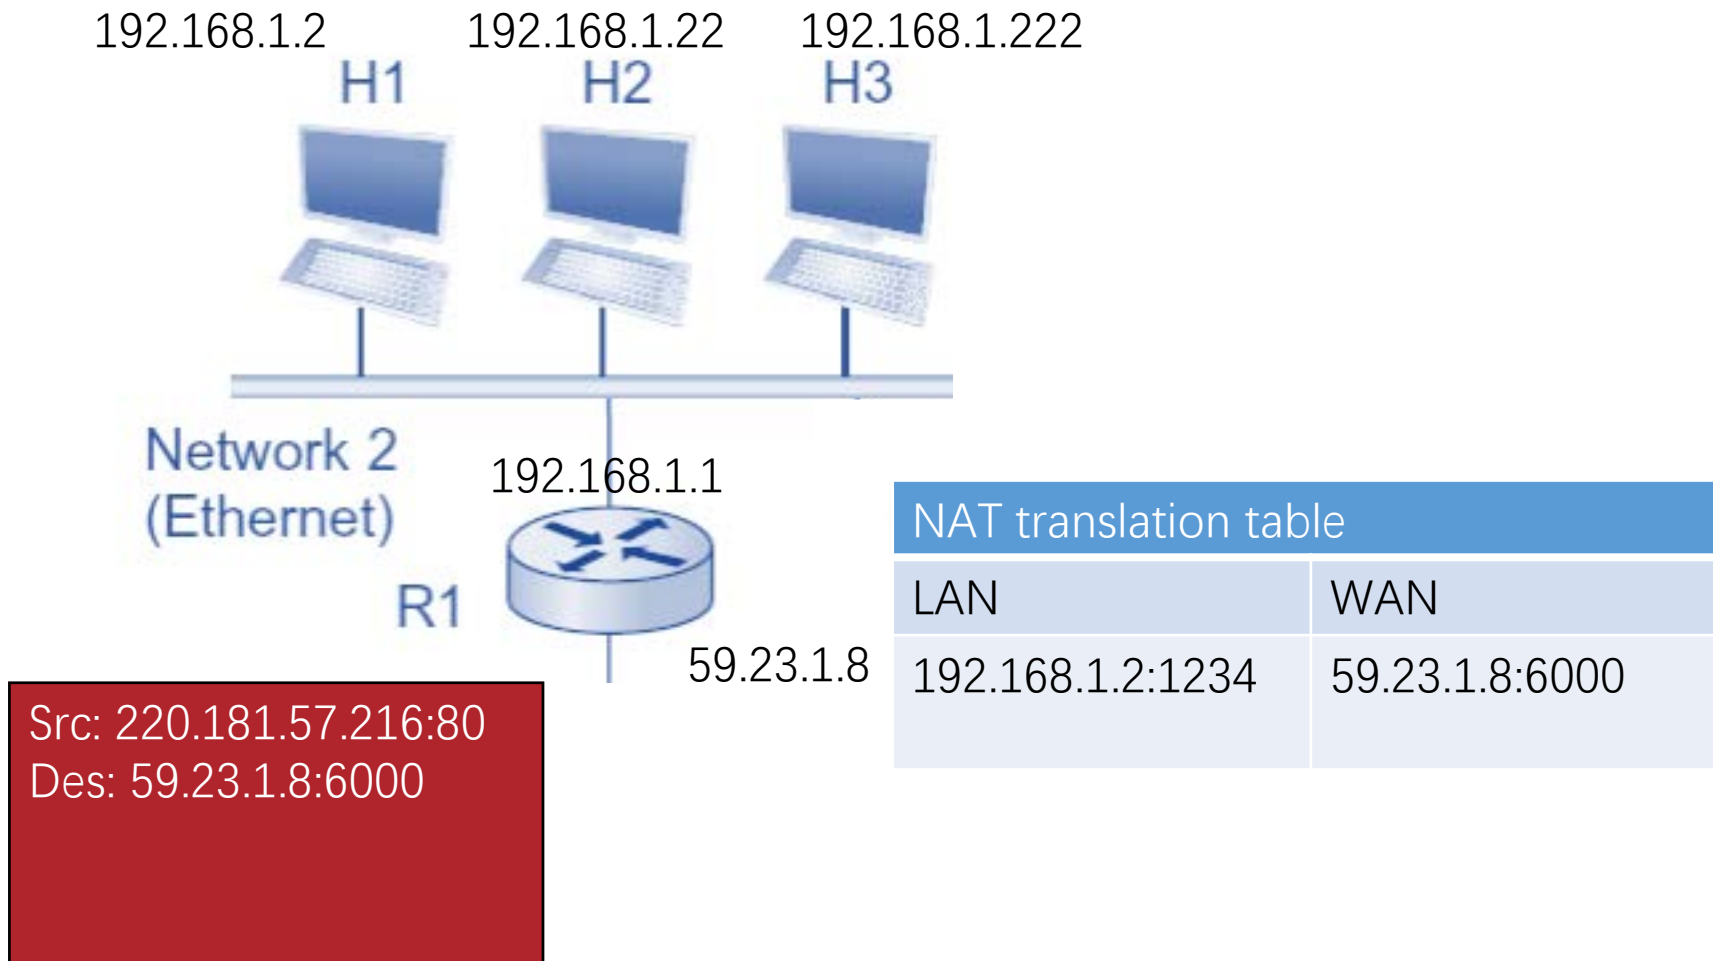 192.168.1.2
192.168.1.22
192.168.1.222
H1
H2
H3
Network 2
(Ethernet)
192.168.1.1
R1
59.23.1.8
NAT translation table
LAN
WAN
192.168.1.2:1234
59.23.1.8:6000
Src: 220.181.57.216:80
Des: 59.23.1.8:6000